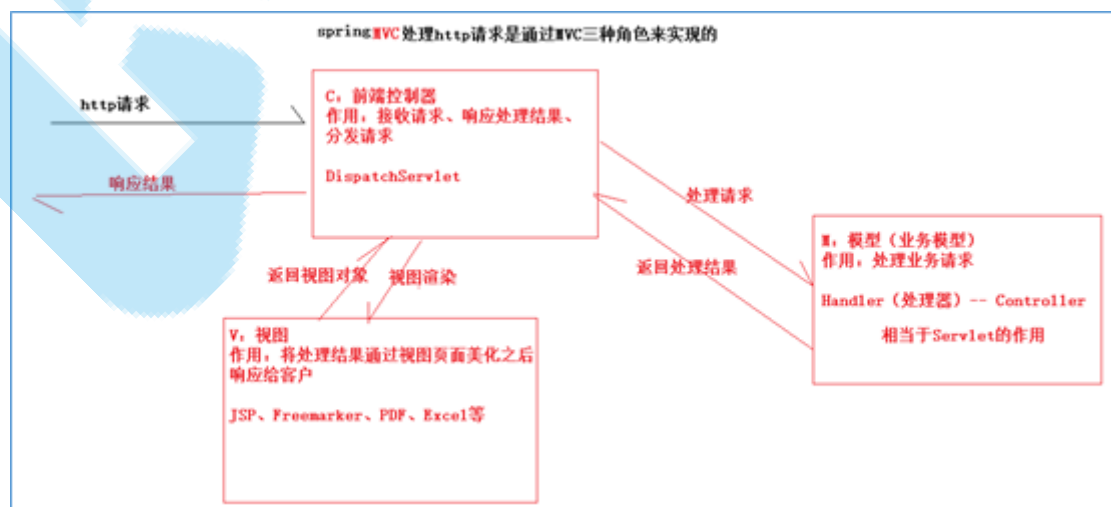 springMVC处理http请求是通过MVC三种角色来实现的
http请求
响应结果
C：前端控制器
作用：接收请求、响应处理结果、
分发请求
DispatchServlet
处理请求
返回处理结果
M：模型（业务模型）
作用：处理业务请求
Handler（处理器）-- Controller
相当于Servlet的作用
返回视图对象
视图渲染
V：视图
作用：将处理结果通过视图页面美化之后
响应给客户
JSP、Freemarker、PDF、Excel等